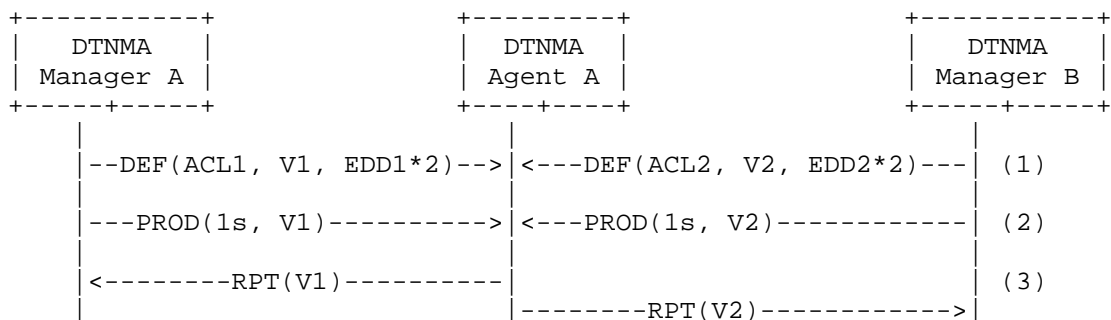 +-----------+                +---------+                  +-----------+
|   DTNMA   |                |  DTNMA  |                  |   DTNMA   |
| Manager A |                | Agent A |                  | Manager B |
+-----+-----+                +----+----+                  +-----+-----+
|--DEF(ACL1, V1, EDD1*2)-->|<---DEF(ACL2, V2, EDD2*2)---| (1)
|---PROD(1s, V1)---------->|<---PROD(1s, V2)------------| (2)
|<--------RPT(V1)----------| | (3)
| |--------RPT(V2)------------>|